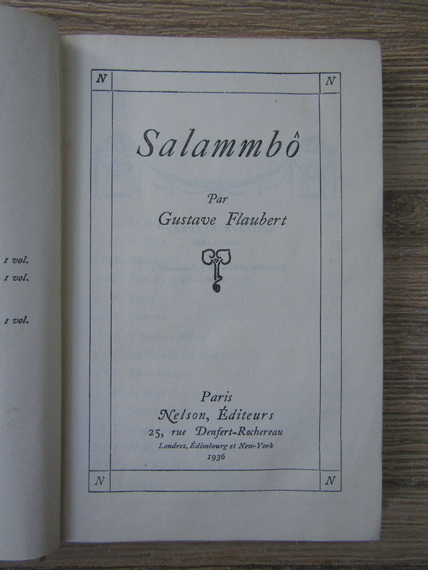 1 vol.
1 vol.
1 vol.
N N
Salammbô
Par
Gustave Flaubert
Paris
Nelson, Éditeurs
25, rue Denfert-Rochereau
Londres, Édimbourg et New-York
1936
N N